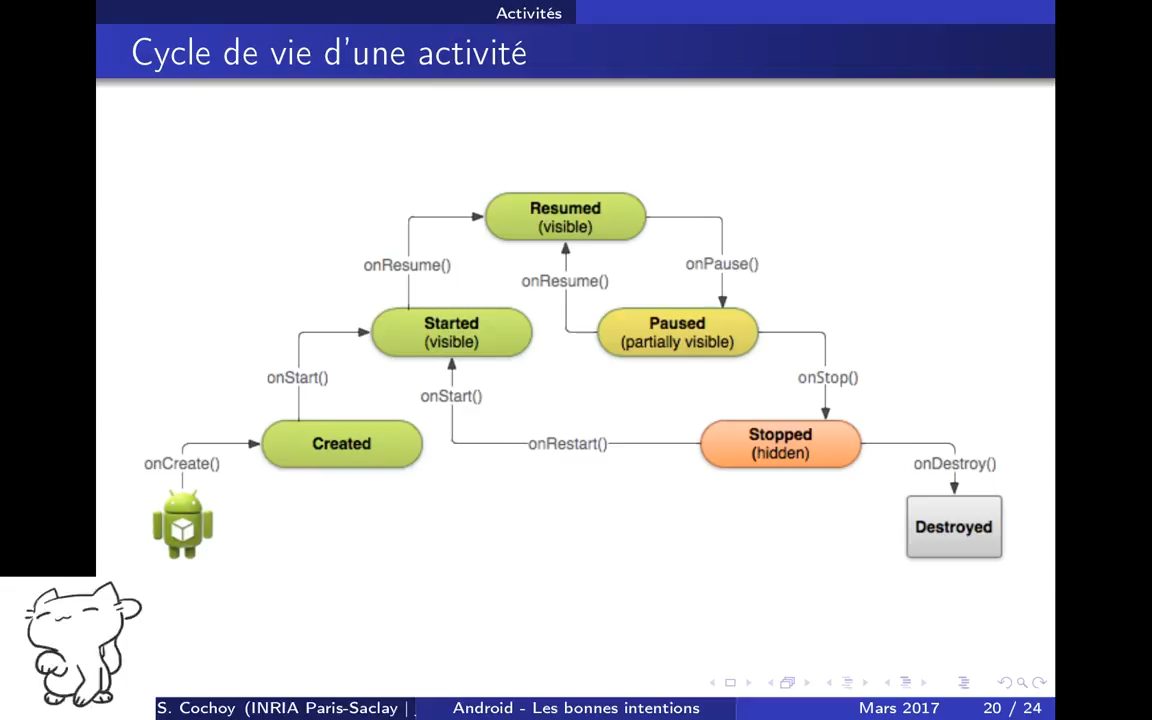 Activités
Cycle de vie d'une activité
Resumed
(visible)
onResume()
onResume()
onPause()
Started
(visible)
Paused
(partially visible)
onStart()
onStart()
onStop()
Created
onRestart()
Stopped
(hidden)
onCreate()
onDestroy()
Destroyed
S. Cochoy (INRIA Paris-Saclay |
Android - Les bonnes intentions
Mars 2017
20 / 24